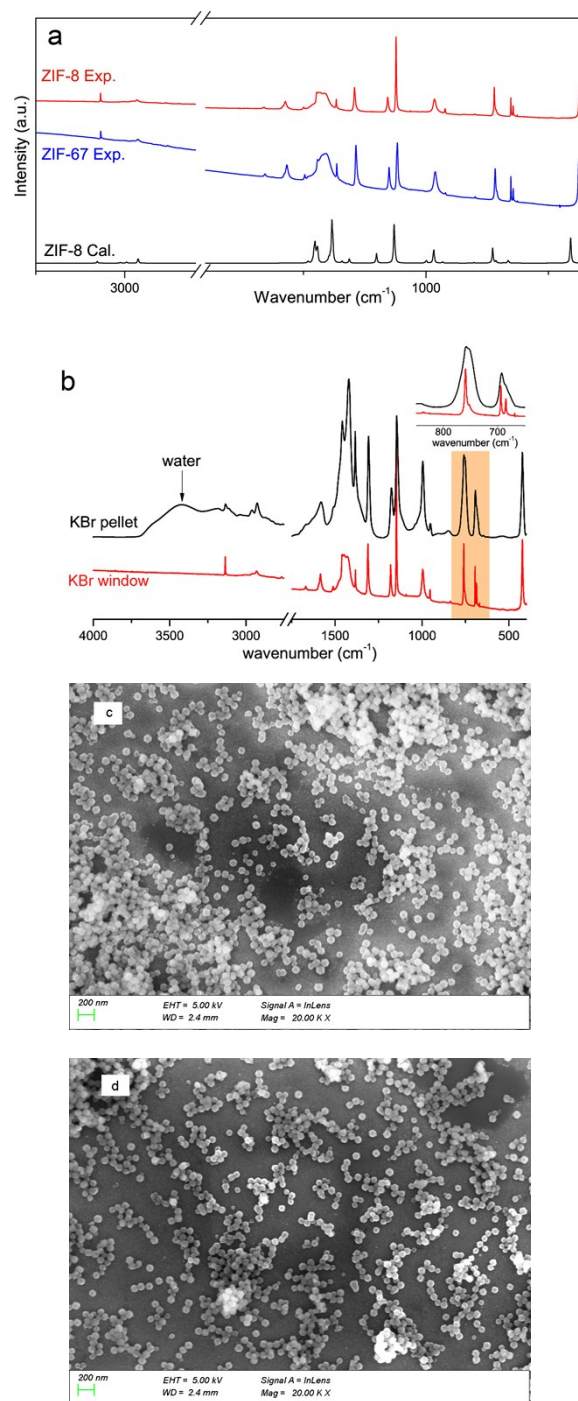 a
ZIF-8 Exp.
ZIF-67 Exp.
ZIF-8 Cal.
Intensity (a.u.)
3000
1000
Wavenumber (cm-1)
b
water
KBr pellet
KBr window
800
700
wavenumber (cm-1)
4000
3500
3000
1500
1000
500
wavenumber (cm-1)
c
200 nm
EHT = 5.00 kV
Signal A = InLens
WD = 2.4 mm
Mag = 20.00 K X
d
200 nm
EHT = 5.00 kV
Signal A = InLens
WD = 2.4 mm
Mag = 20.00 K X